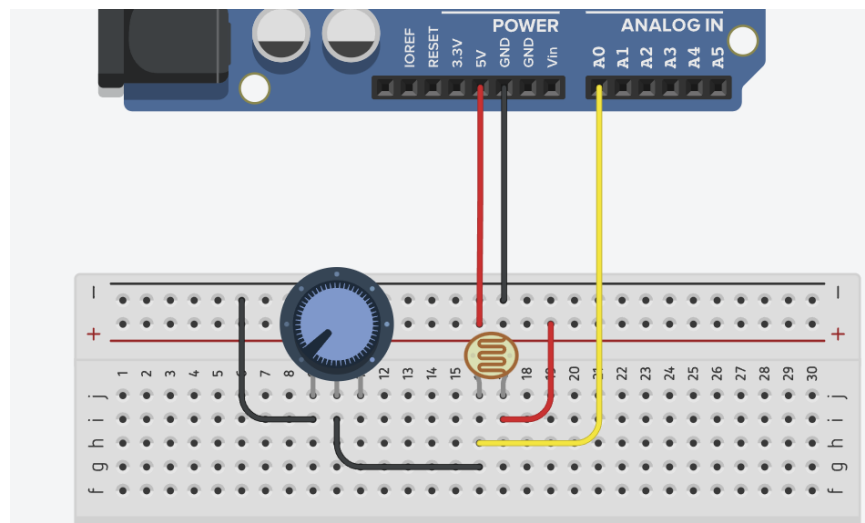 POWER
ANALOG IN
IOREF
RESET
3.3V
5V
GND
GND
Vin
A0
A1
A2
A3
A4
A5
– –
+ +
1 2 3 4 5 6 7 8 12 13 14 15 18 19 20 21 22 23 24 25 26 27 28 29 30
j j
i i
h h
g g
f f